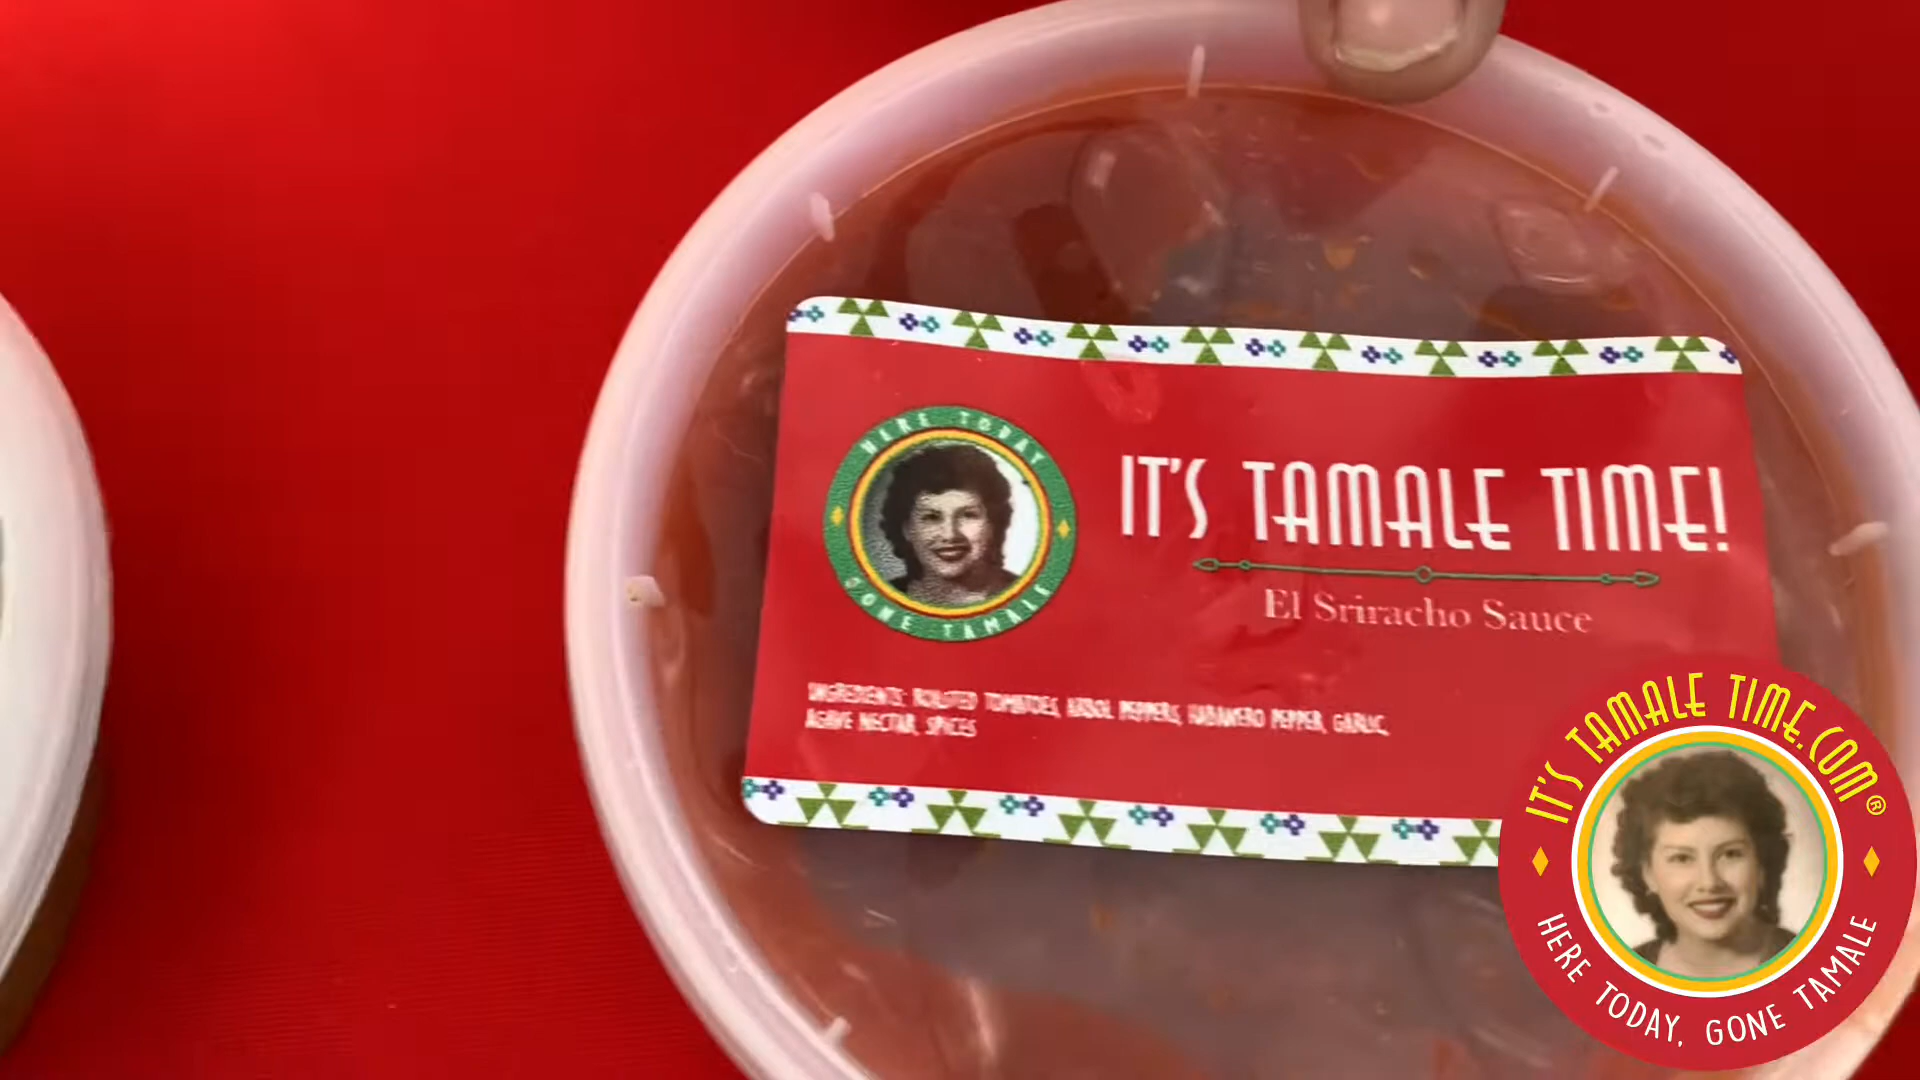 HERE TODAY
GONE TAMALE
IT'S TAMALE TIME!
El Sriracho Sauce
INGREDIENTS: ROASTED TOMATOES, ARBOL PEPPERS, HABANERO PEPPER, GARLIC,
AGAVE NECTAR, SPICES
IT'S TAMALE TIME.COM®
HERE TODAY, GONE TAMALE